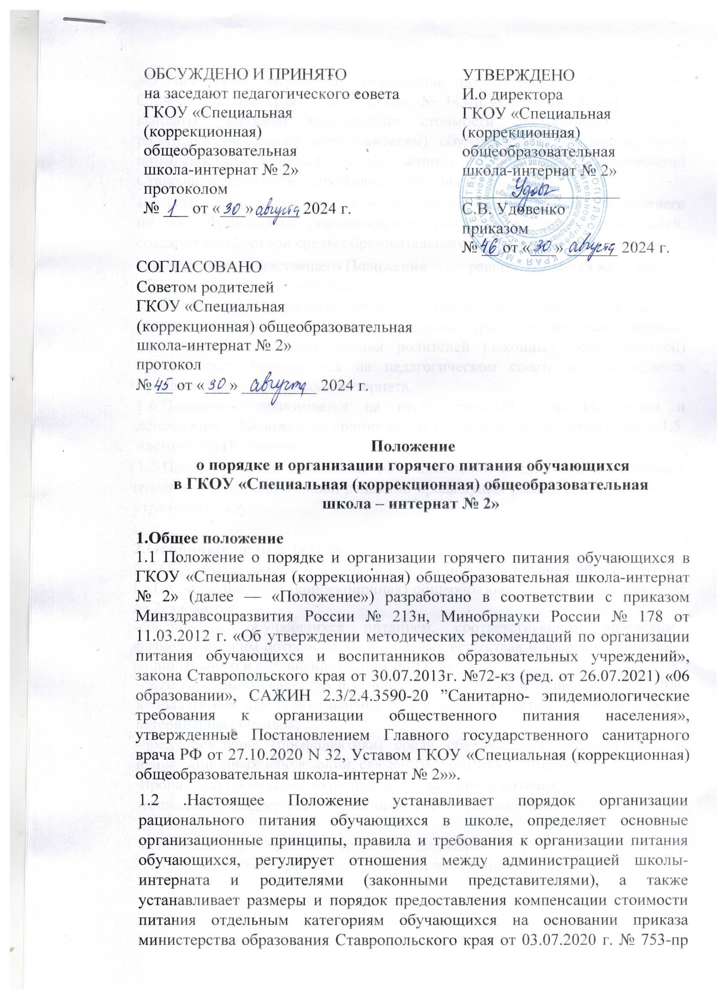 ОБСУЖДЕНО И ПРИНЯТО
на заседают педагогического совета
ГКОУ «Специальная
(коррекционная)
общеобразовательная
школа-интернат № 2»
протоколом
№ 1 от «30» августа 2024 г.
УТВЕРЖДЕНО
И.о директора
ГКОУ «Специальная
(коррекционная)
общеобразовательная
школа-интернат № 2»
С.В. Удовенко
приказом
№ 46 от «30» августа 2024 г.
СОГЛАСОВАНО
Советом родителей
ГКОУ «Специальная
(коррекционная) общеобразовательная
школа-интернат № 2»
протокол
№ 45 от «30» августа 2024 г.
Положение
о порядке и организации горячего питания обучающихся
в ГКОУ «Специальная (коррекционная) общеобразовательная
школа – интернат № 2»
1.Общее положение
1.1 Положение о порядке и организации горячего питания обучающихся в
ГКОУ «Специальная (коррекционная) общеобразовательная школа-интернат
№ 2» (далее — «Положение») разработано в соответствии с приказом
Минздравсоцразвития России № 213н, Минобрнауки России № 178 от
11.03.2012 г. «Об утверждении методических рекомендаций по организации
питания обучающихся и воспитанников образовательных учреждений»,
закона Ставропольского края от 30.07.2013г. №72-кз (ред. от 26.07.2021) «06
образовании», САЖИН 2.3/2.4.3590-20 ”Санитарно- эпидемиологические
требования к организации общественного питания населения»,
утвержденные Постановлением Главного государственного санитарного
врача РФ от 27.10.2020 N 32, Уставом ГКОУ «Специальная (коррекционная)
общеобразовательная школа-интернат № 2»».
1.2 .Настоящее Положение устанавливает порядок организации
рационального питания обучающихся в школе, определяет основные
организационные принципы, правила и требования к организации питания
обучающихся, регулирует отношения между администрацией школы-
интерната и родителями (законными представителями), а также
устанавливает размеры и порядок предоставления компенсации стоимости
питания отдельным категориям обучающихся на основании приказа
министерства образования Ставропольского края от 03.07.2020 г. № 753-пр